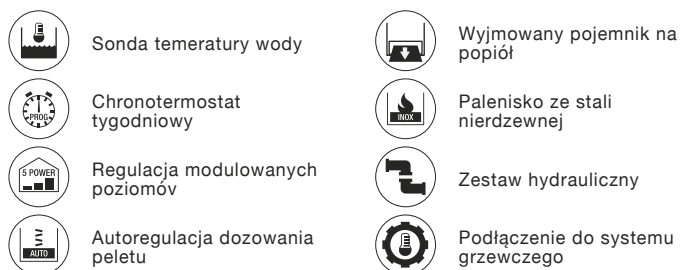 Sonda temeratury wody
Chronotermostat
tygodniowy
PROG
Regulacja modulowanych
poziomóv
5 POWER
Autoregulacja dozowania
peletu
AUTO
Wyjmowany pojemnik na
popiół
Palenisko ze stali
nierdzewnej
INOX
Zestaw hydrauliczny
Podłączenie do systemu
grzewczego